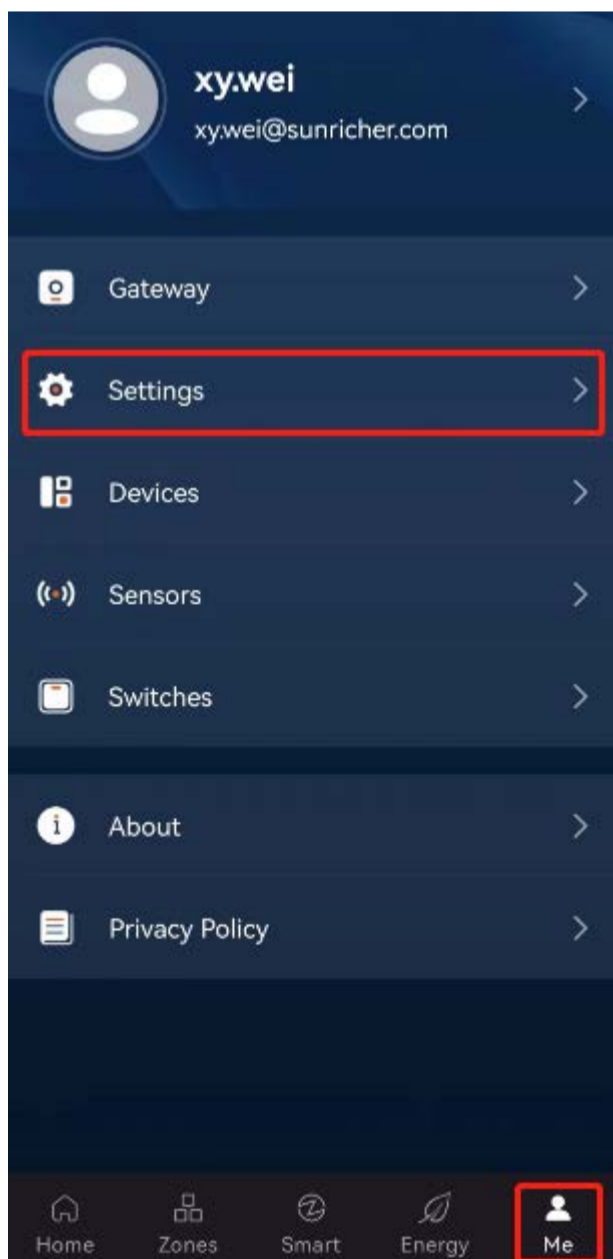 xy.wei
xy.wei@sunricher.com
Gateway
Settings
Devices
Sensors
Switches
About
Privacy Policy
Home Zones Smart Energy Me